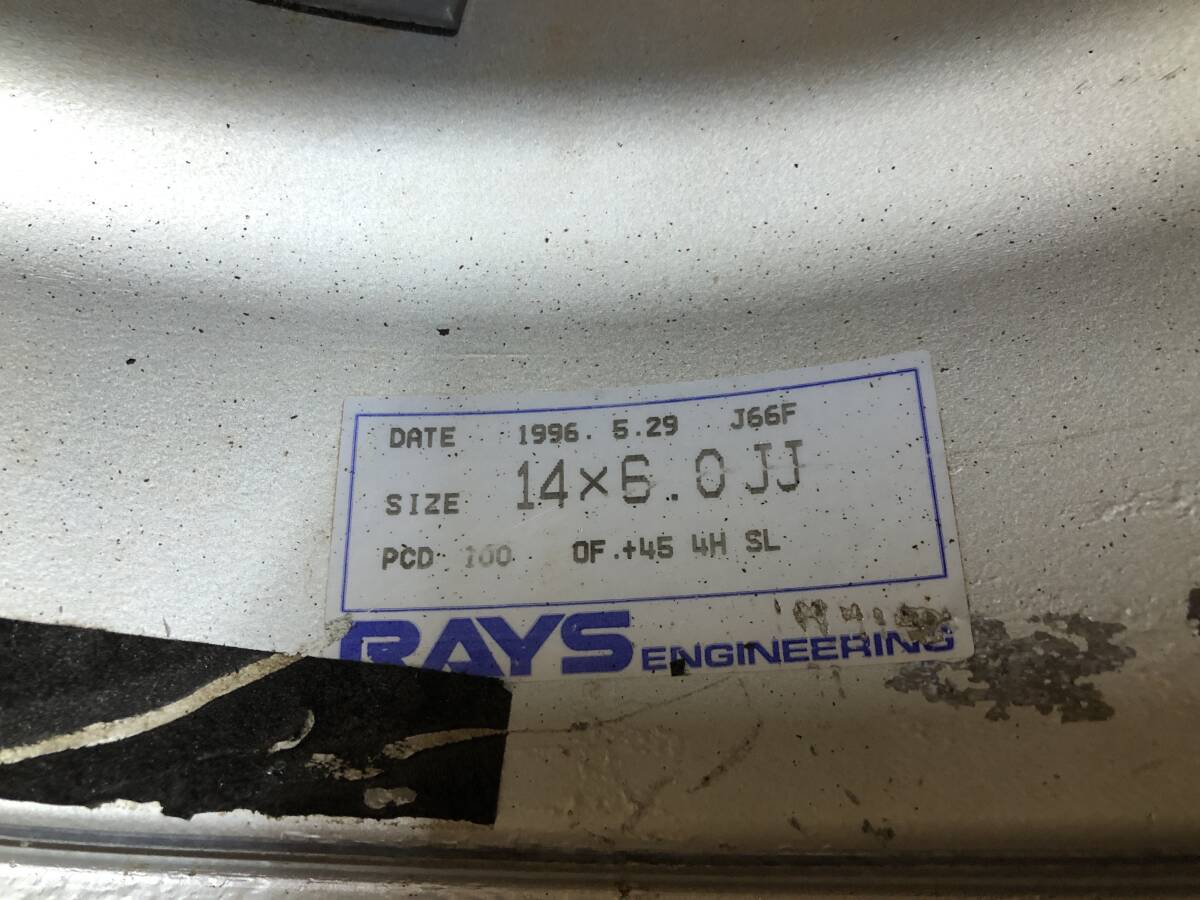 DATE 1996. 5.29 J66F
SIZE 14×6.0JJ
PCD 100 OF.+45 4H SL
RAYS ENGINEERING